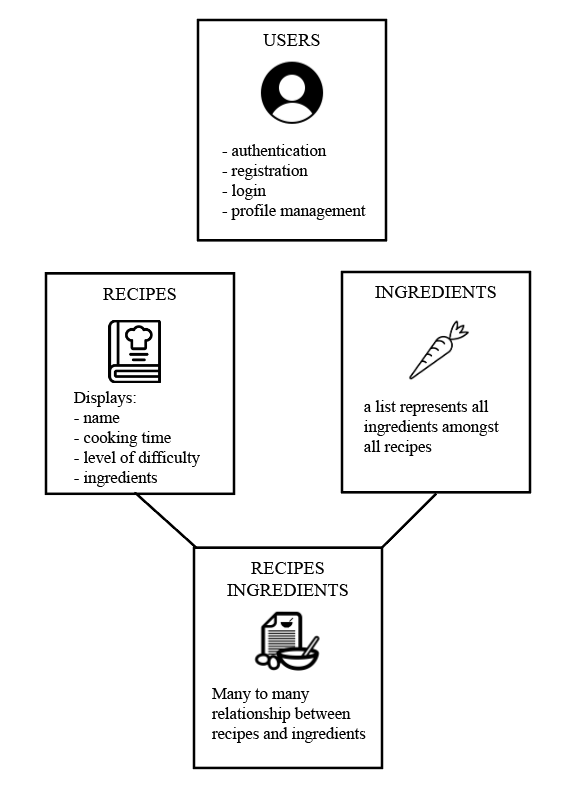 USERS
- authentication
- registration
- login
- profile management
RECIPES
Displays:
- name
- cooking time
- level of difficulty
- ingredients
INGREDIENTS
a list represents all
ingredients amongst
all recipes
RECIPES
INGREDIENTS
Many to many
relationship between
recipes and ingredients